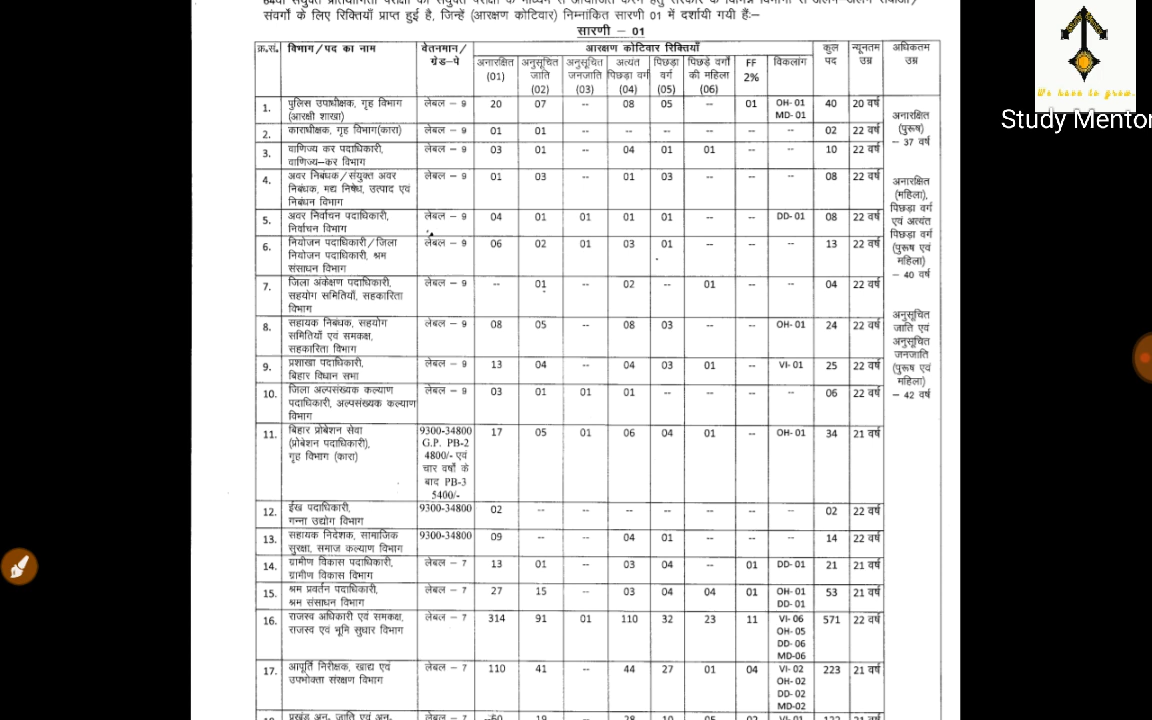 संवर्गों के लिए रिक्तियाँ प्राप्त हुई है, जिन्हें (आरक्षण कोटिवार) निम्नांकित सारणी 01 में दर्शायी गयी हैः–
सारणी – 01
क्र.सं. विभाग/पद का नाम वेतनमान/ग्रेड-पे आरक्षण कोटिवार रिक्तियाँ कुल पद न्यूनतम उम्र अधिकतम उम्र
अनारक्षित (01) अनुसूचित जाति (02) अनुसूचित जनजाति (03) अत्यंत पिछड़ा वर्ग (04) पिछड़ा वर्ग (05) पिछड़े वर्गों की महिला (06) FF 2% विकलांग
1. पुलिस उपाधीक्षक, गृह विभाग लेबल – 9 20 07 -- 08 05 -- 01 OH- 01 40 20 वर्ष
(आरक्षी शाखा) MD- 01
2. काराधीक्षक, गृह विभाग(कारा) लेबल – 9 01 01 -- -- -- -- -- -- 02 22 वर्ष
3. वाणिज्य कर पदाधिकारी, लेबल – 9 03 01 -- 04 01 01 -- -- 10 22 वर्ष
वाणिज्य–कर विभाग
4. अवर निबंधक/संयुक्त अवर लेबल – 9 01 03 -- 01 03 -- -- -- 08 22 वर्ष
निबंधक, मद्य निषेध, उत्पाद एवं
निबंधन विभाग
5. अवर निर्वाचन पदाधिकारी, लेबल – 9 04 01 01 01 01 -- -- DD- 01 08 22 वर्ष
निर्वाचन विभाग
6. नियोजन पदाधिकारी/जिला लेबल – 9 06 02 01 03 01 -- -- -- 13 22 वर्ष
नियोजन पदाधिकारी, श्रम
संसाधन विभाग
7. जिला अंकेक्षण पदाधिकारी, लेबल – 9 -- 01 -- 02 -- 01 -- -- 04 22 वर्ष
सहयोग समितियाँ, सहकारिता
विभाग
8. सहायक निबंधक, सहयोग लेबल – 9 08 05 -- 08 03 -- -- OH- 01 24 22 वर्ष
समितियाँ एवं समकक्ष,
सहकारिता विभाग
9. प्रशाखा पदाधिकारी, लेबल – 9 13 04 -- 04 03 01 -- VI- 01 25 22 वर्ष
बिहार विधान सभा
10. जिला अल्पसंख्यक कल्याण लेबल – 9 03 01 01 01 -- -- -- -- 06 22 वर्ष
पदाधिकारी, अल्पसंख्यक कल्याण
विभाग
11. बिहार प्रोबेशन सेवा 9300-34800 17 05 01 06 04 01 -- OH- 01 34 21 वर्ष
(प्रोबेशन पदाधिकारी), G.P. PB-2
गृह विभाग (कारा) 4800/- एवं
चार वर्षों के
बाद PB-3
5400/-
12. ईख पदाधिकारी, 9300-34800 02 -- -- -- -- -- -- -- 02 22 वर्ष
गन्ना उद्योग विभाग
13. सहायक निदेशक, सामाजिक 9300-34800 09 -- -- 04 01 -- -- -- 14 22 वर्ष
सुरक्षा, समाज कल्याण विभाग
14. ग्रामीण विकास पदाधिकारी, लेबल – 7 13 01 -- 03 04 -- 01 DD- 01 21 21 वर्ष
ग्रामीण विकास विभाग
15. श्रम प्रवर्तन पदाधिकारी, लेबल – 7 27 15 -- 03 04 04 01 OH- 01 53 21 वर्ष
श्रम संसाधन विभाग DD- 01
16. राजस्व अधिकारी एवं समकक्ष, लेबल – 7 314 91 01 110 32 23 11 VI- 06 571 22 वर्ष
राजस्व एवं भूमि सुधार विभाग OH- 05
DD- 06
MD-06
17. आपूर्ति निरीक्षक, खाद्य एवं लेबल – 7 110 41 -- 44 27 01 04 VI- 02 223 21 वर्ष
उपभोक्ता संरक्षण विभाग OH- 02
DD- 02
MD-02
अनारक्षित
(पुरूष)
– 37 वर्ष
अनारक्षित
(महिला),
पिछड़ा वर्ग
एवं अत्यंत
पिछड़ा वर्ग
(पुरूष एवं
महिला)
– 40 वर्ष
अनुसूचित
जाति एवं
अनुसूचित
जनजाति
(पुरूष एवं
महिला)
– 42 वर्ष
We have to grow.
Study Mentor